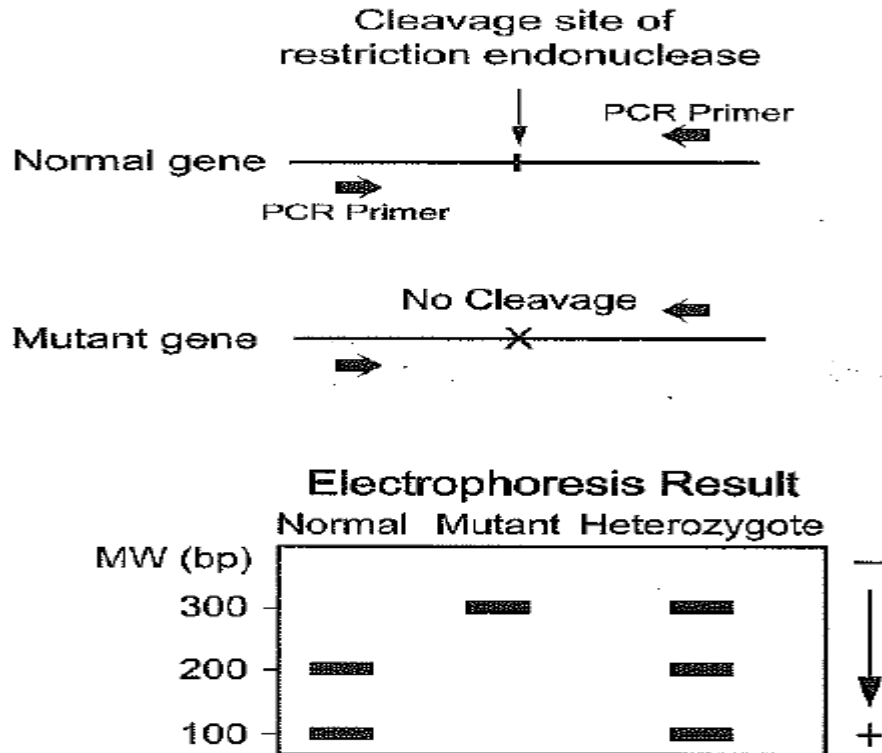 Cleavage site of
restriction endonuclease
PCR Primer
Normal gene
PCR Primer
No Cleavage
Mutant gene
Electrophoresis Result
Normal Mutant Heterozygote
MW (bp)
300
200
100
−
+